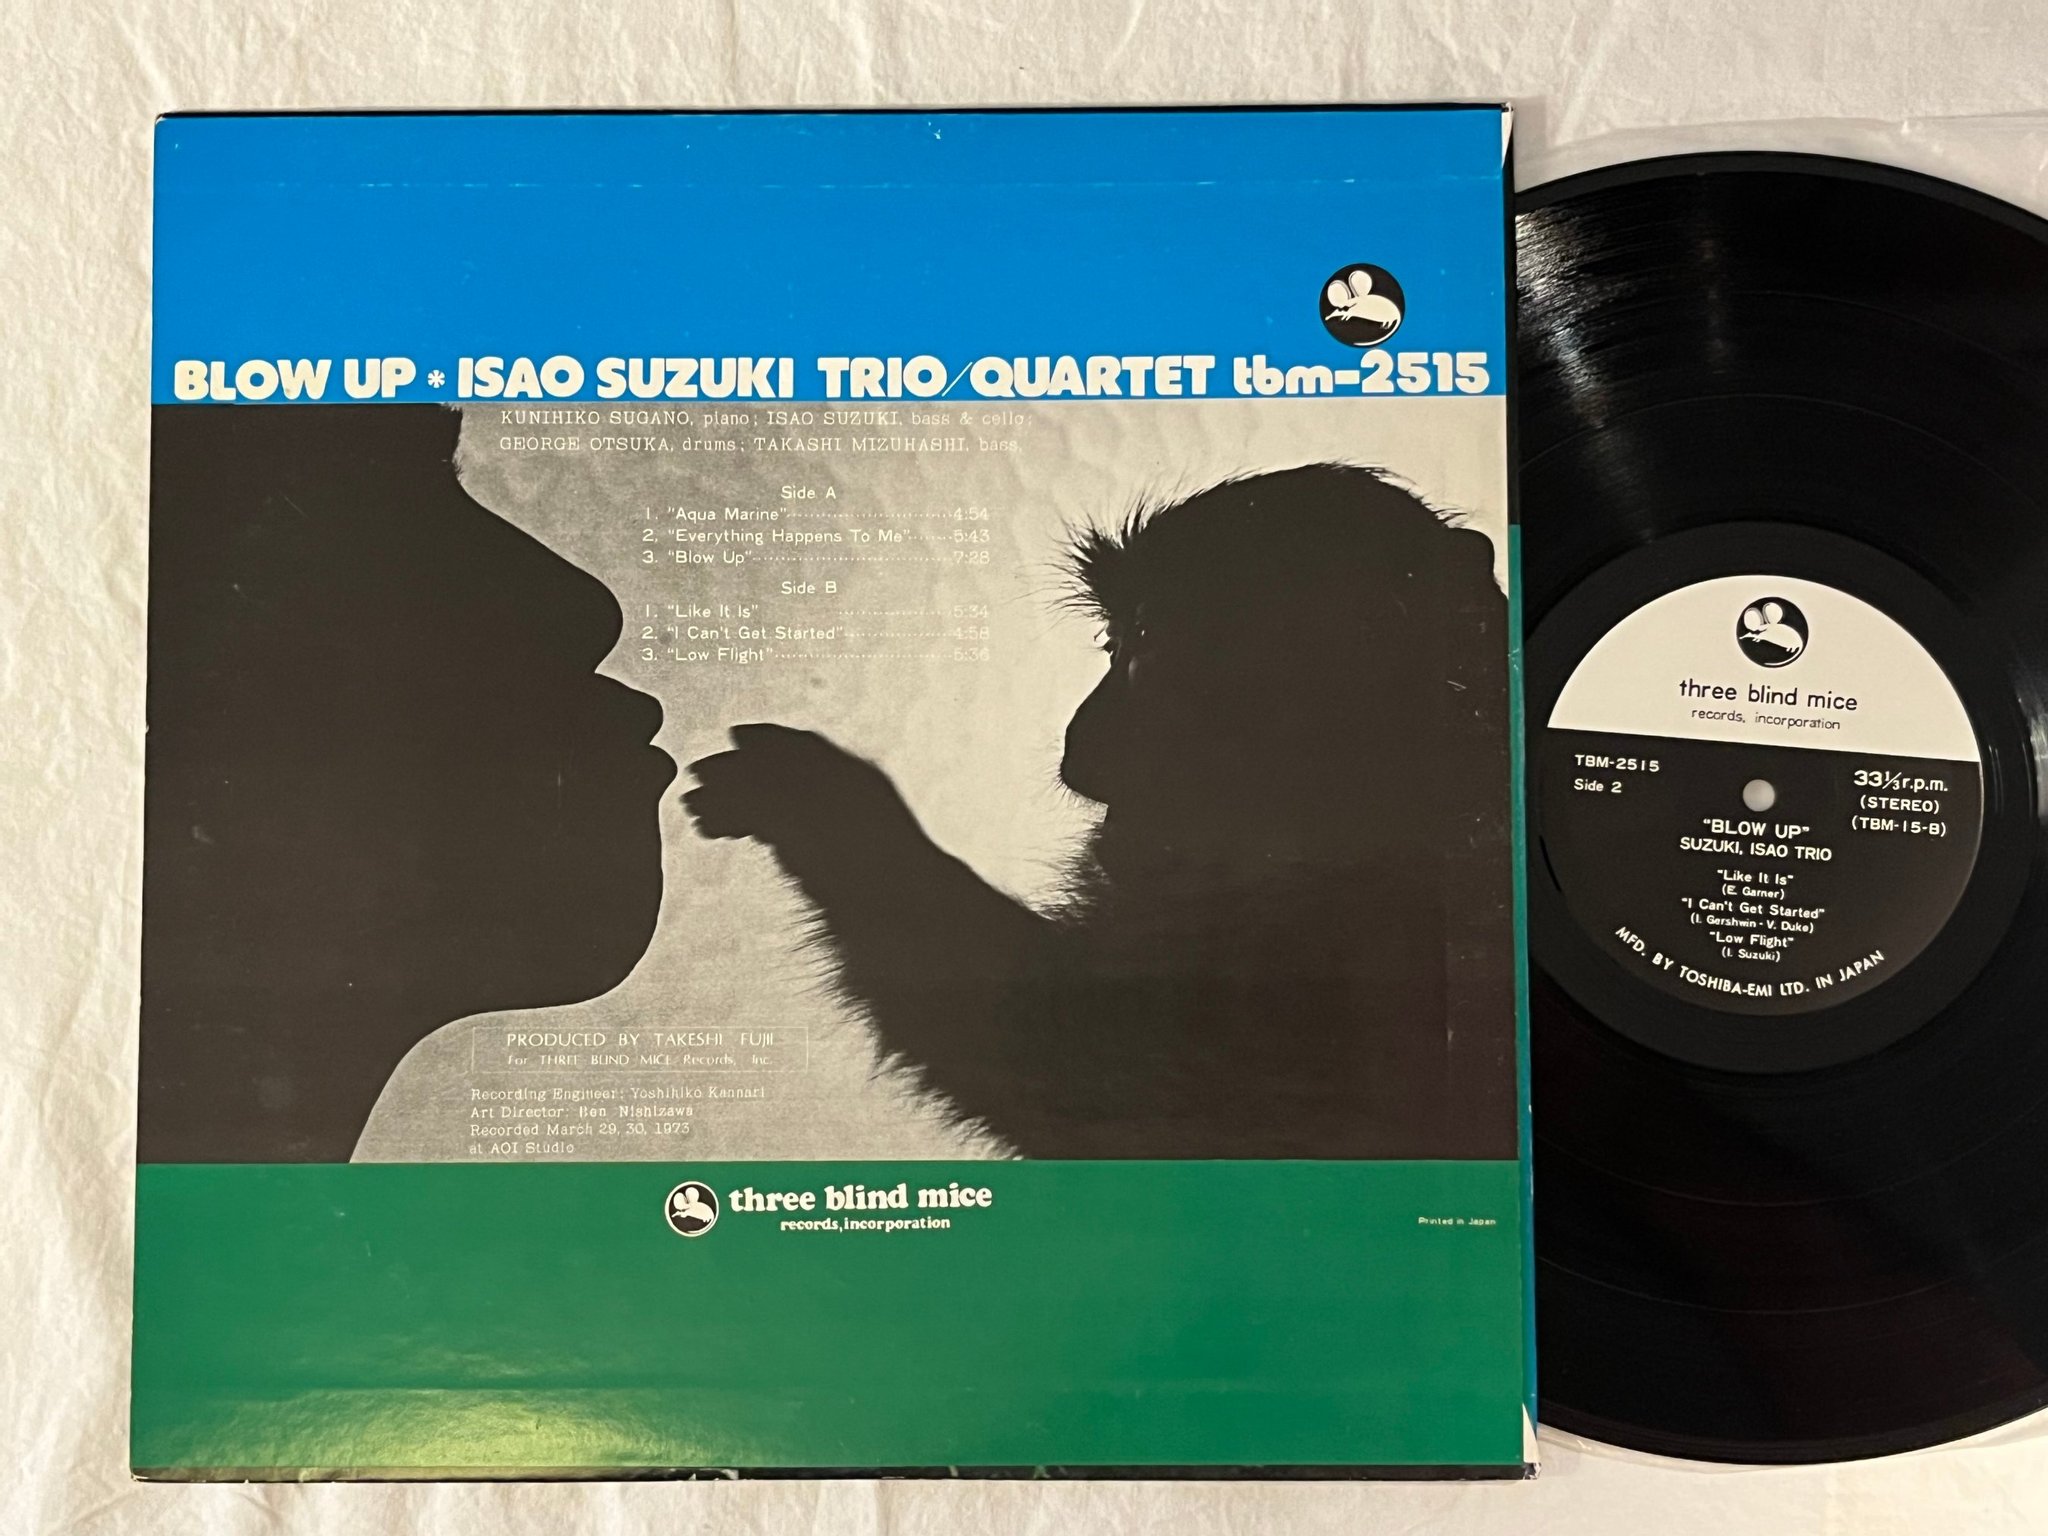 BLOW UP * ISAO SUZUKI TRIO/QUARTET tbm-2515
KUNIHIKO SUGANO, piano; ISAO SUZUKI, bass & cello;
GEORGE OTSUKA, drums; TAKASHI MIZUHASHI, bass
Side A
1. "Aqua Marine"························4:54
2, "Everything Happens To Me"·······5:43
3. "Blow Up"·····························7:28
Side B
1. "Like It Is" ················5:34
2. "I Can't Get Started"···············4:58
3. "Low Flight"·························5:36
PRODUCED BY TAKESHI FUJII
For THREE BLIND MICE Records, Inc.
Recording Engineer: Yoshihiko Kannari
Art Director: Ben Nishizawa
Recorded March 29, 30, 1973
at AOI Studio
three blind mice
records, incorporation
Printed in Japan
three blind mice
records, incorporation
TBM-2515
Side 2
33⅓ r.p.m.
(STEREO)
(TBM-15-B)
"BLOW UP"
SUZUKI, ISAO TRIO
"Like It Is"
(E. Garner)
"I Can't Get Started"
(I. Gershwin - V. Duke)
"Low Flight"
(I. Suzuki)
MFD. BY TOSHIBA-EMI LTD. IN JAPAN